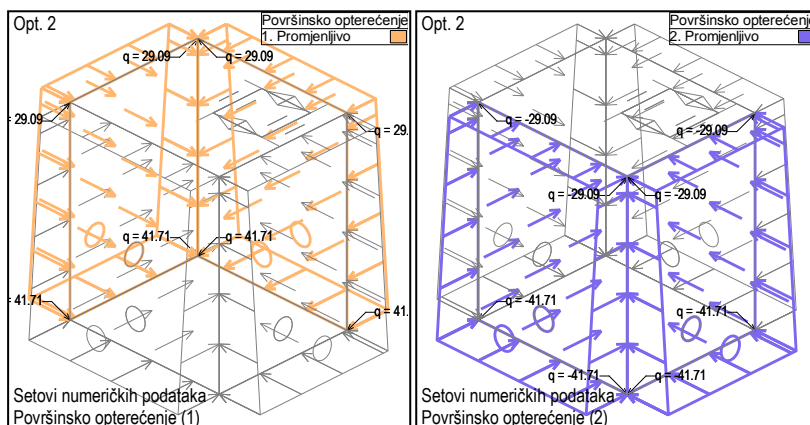 Opt. 2
Površinsko opterećenje
1. Promjenljivo
q = 29.09 q = 29.09
29.09
q = 29.
q = 41.71 q = 41.71
41.71
q = 41.
Setovi numeričkih podataka
Površinsko opterećenje (1)
Opt. 2
Površinsko opterećenje
2. Promjenljivo
q = -29.09
q = -29.09
q = -29.09 q = -29.09
q = -41.71
q = -41.71
q = -41.71 q = -41.71
Setovi numeričkih podataka
Površinsko opterećenje (2)